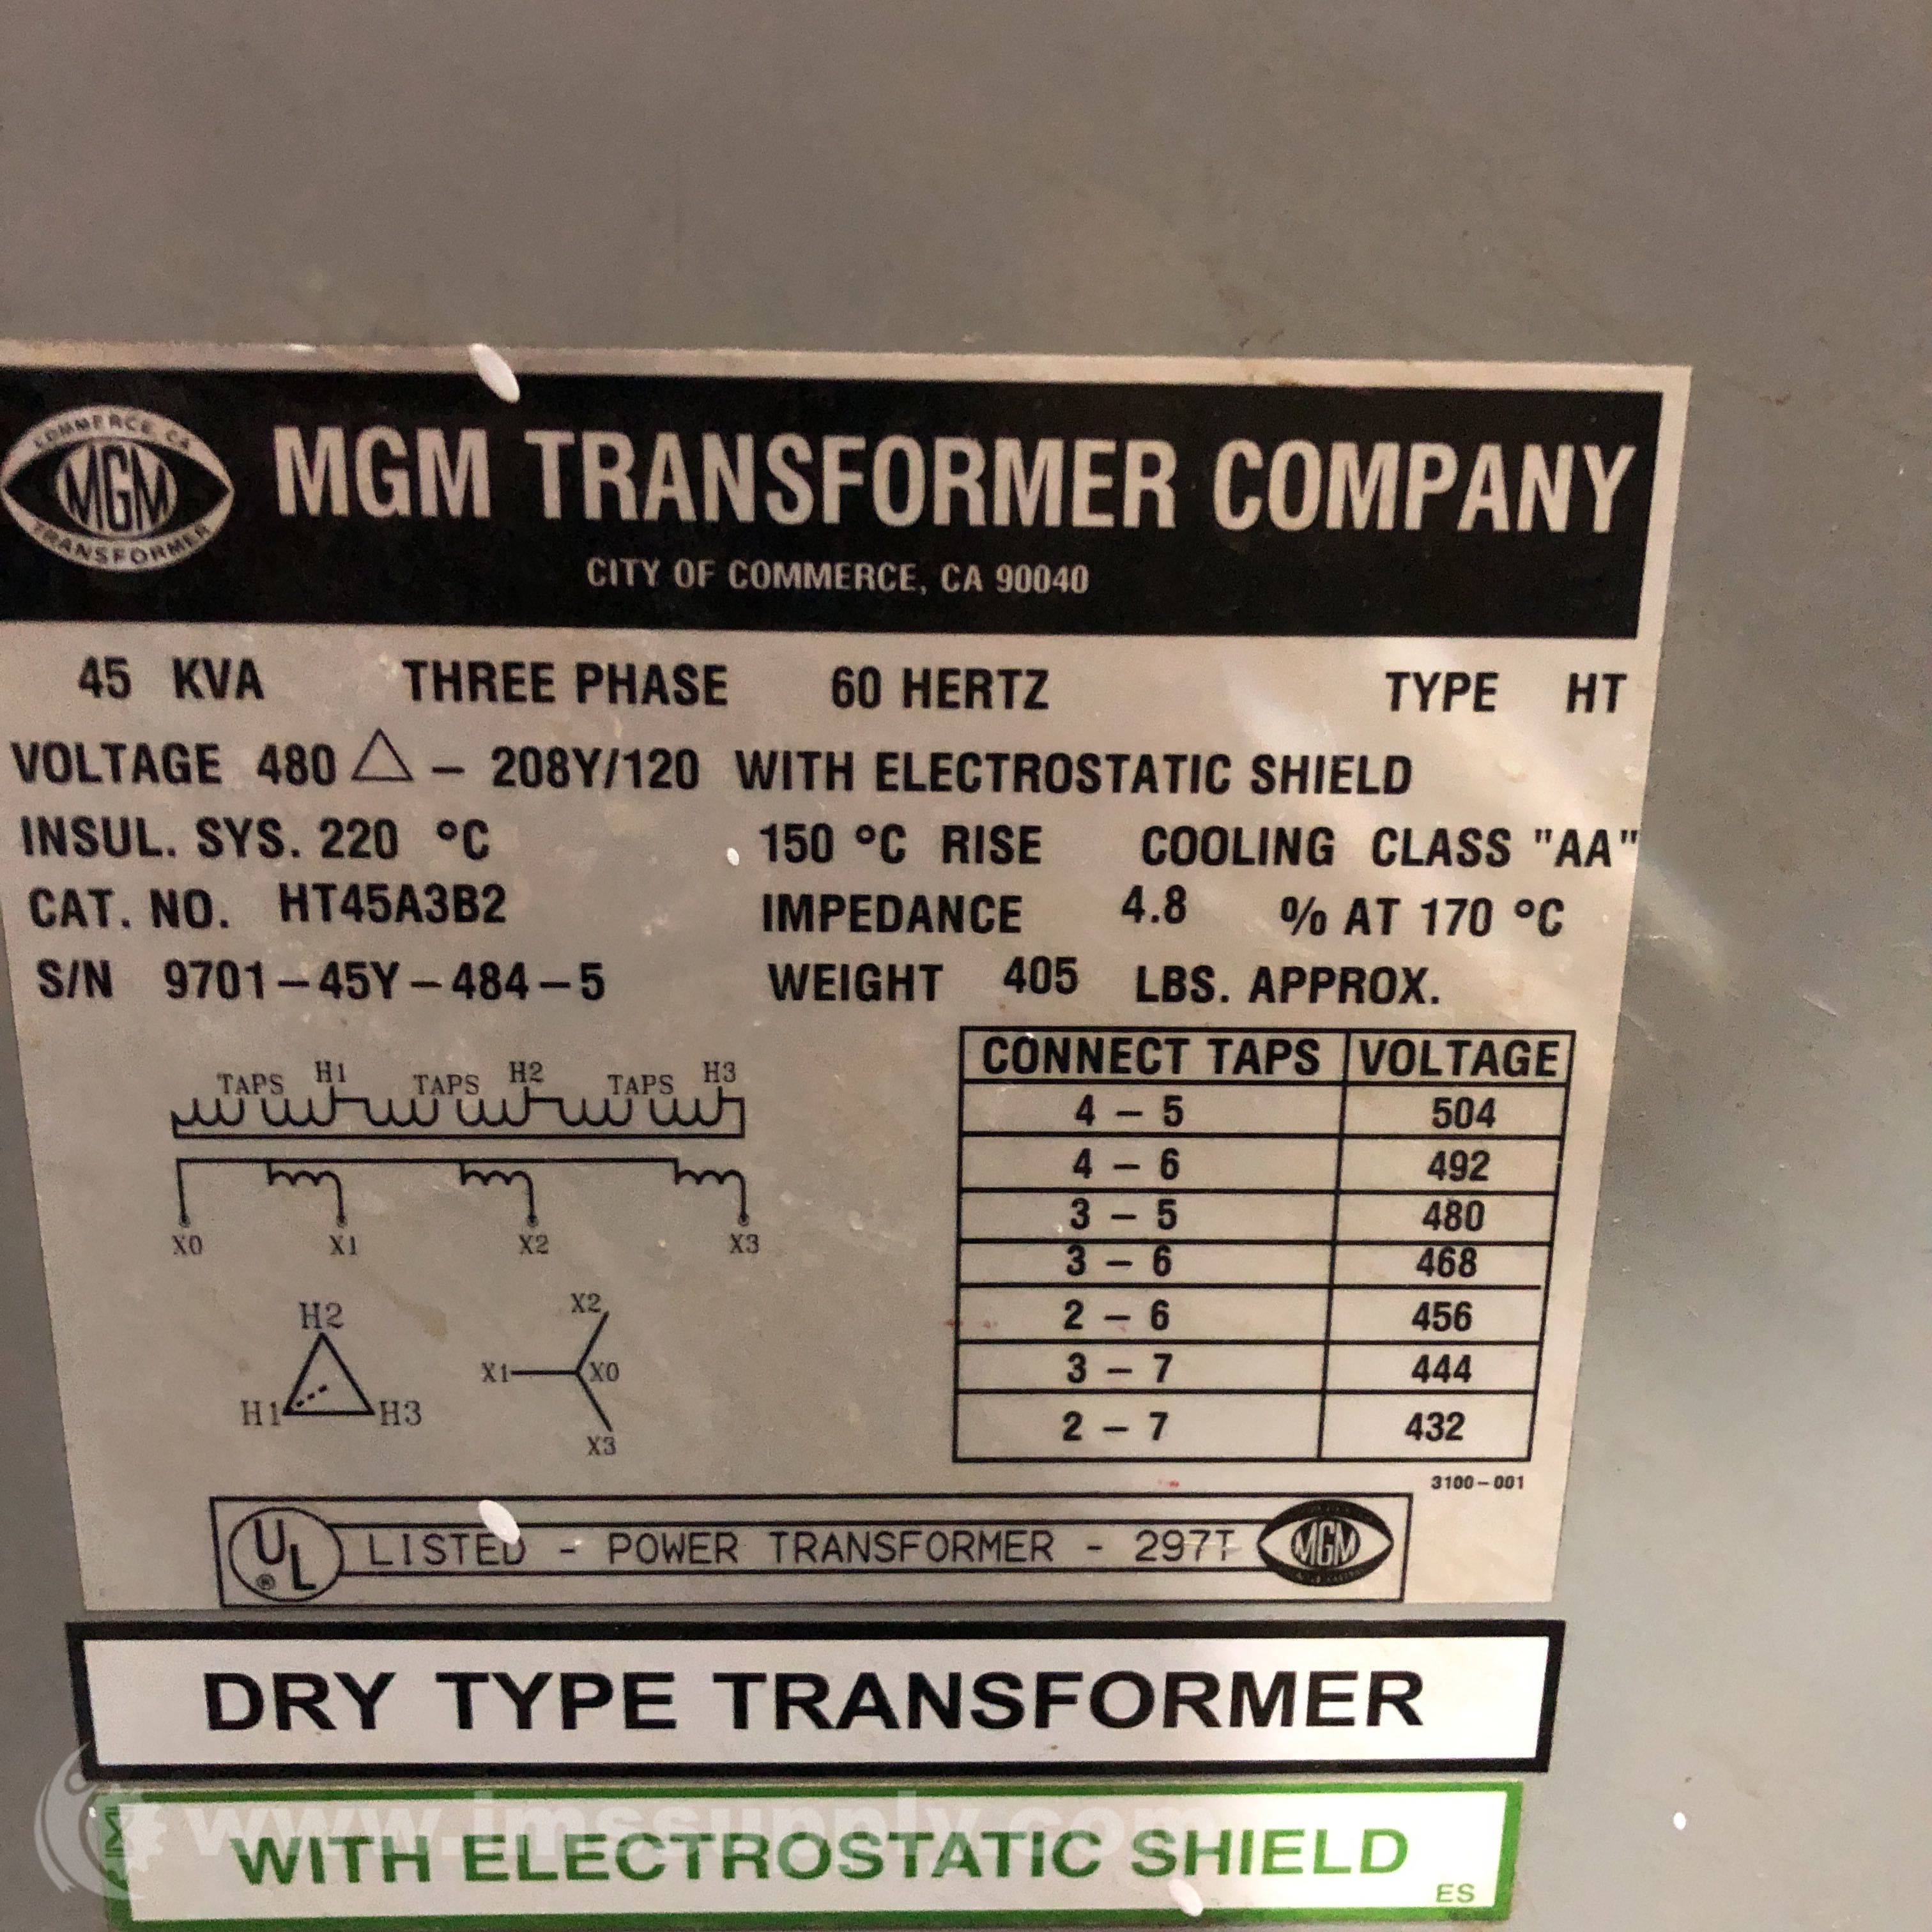 COMMERCE, CA
MGM
TRANSFORMER
MGM TRANSFORMER COMPANY
CITY OF COMMERCE, CA 90040
45 KVA THREE PHASE 60 HERTZ TYPE HT
VOLTAGE 480 △ – 208Y/120 WITH ELECTROSTATIC SHIELD
INSUL. SYS. 220 °C 150 °C RISE COOLING CLASS "AA"
CAT. NO. HT45A3B2 IMPEDANCE 4.8 % AT 170 °C
S/N 9701–45Y–484–5 WEIGHT 405 LBS. APPROX.
TAPS H1 TAPS H2 TAPS H3
X0 X1 X2 X3
H2
H1 H3
X2
X1 X0
X3
CONNECT TAPS VOLTAGE
4 – 5 504
4 – 6 492
3 – 5 480
3 – 6 468
2 – 6 456
3 – 7 444
2 – 7 432
3100–001
UL ® LISTED - POWER TRANSFORMER - 297T MGM
DRY TYPE TRANSFORMER
www.imssupply.com
WITH ELECTROSTATIC SHIELD
ES